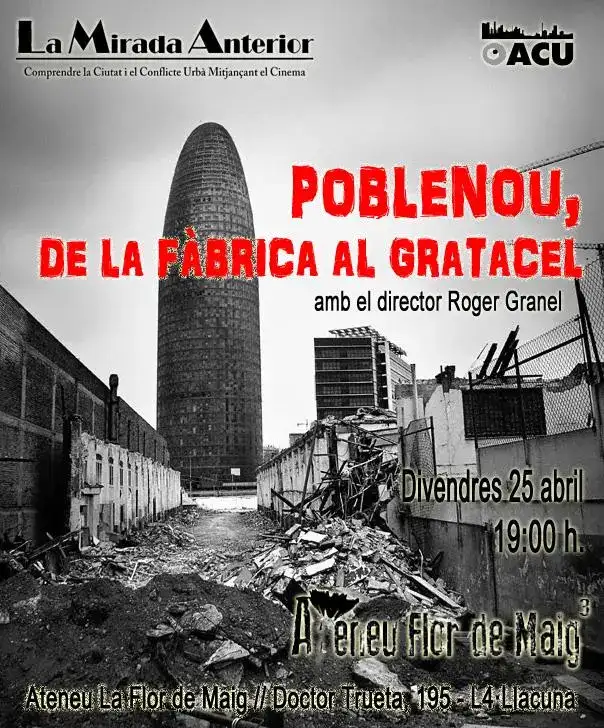 La Mirada Anterior
Comprendre la Ciutat i el Conflicte Urbà Mitjançant el Cinema
OACU
POBLENOU,
DE LA FÀBRICA AL GRATACEL
amb el director Roger Granel
Divendres 25 abril
19:00 h.
Ateneu Flor de Maig³
Ateneu La Flor de Maig // Doctor Trueta, 195 - L4 Llacuna